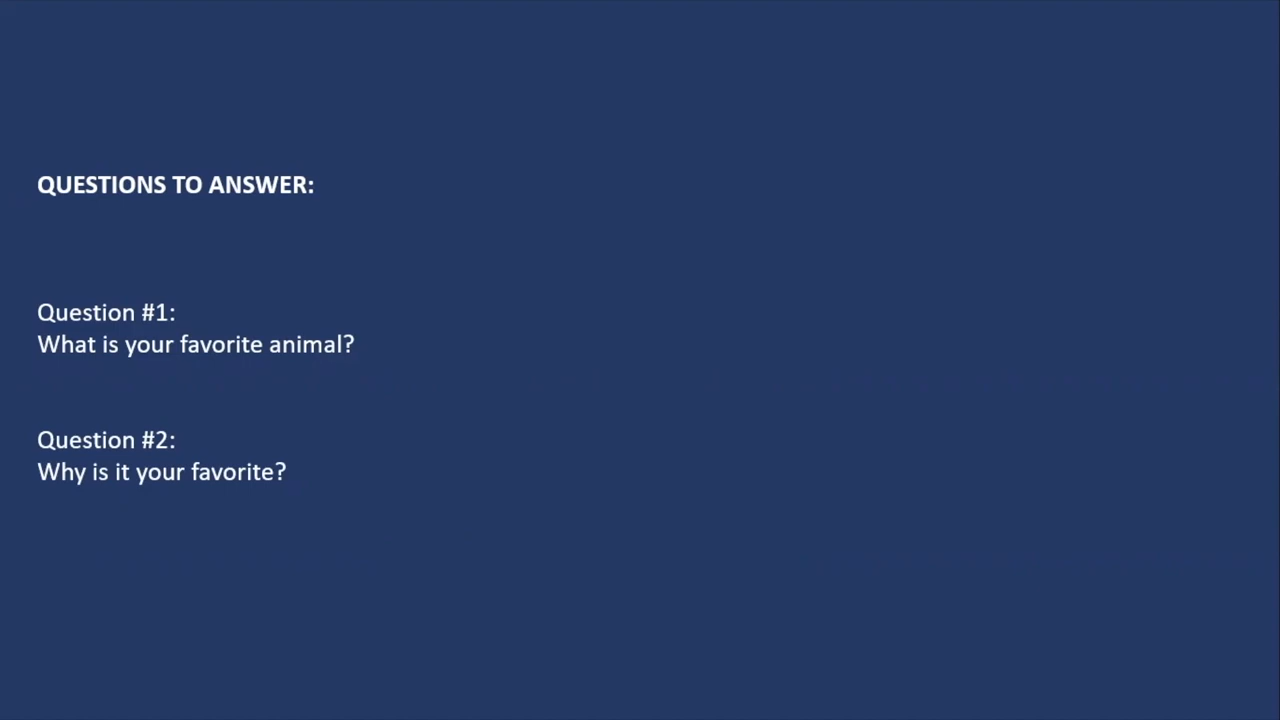 QUESTIONS TO ANSWER:
Question #1:
What is your favorite animal?
Question #2:
Why is it your favorite?